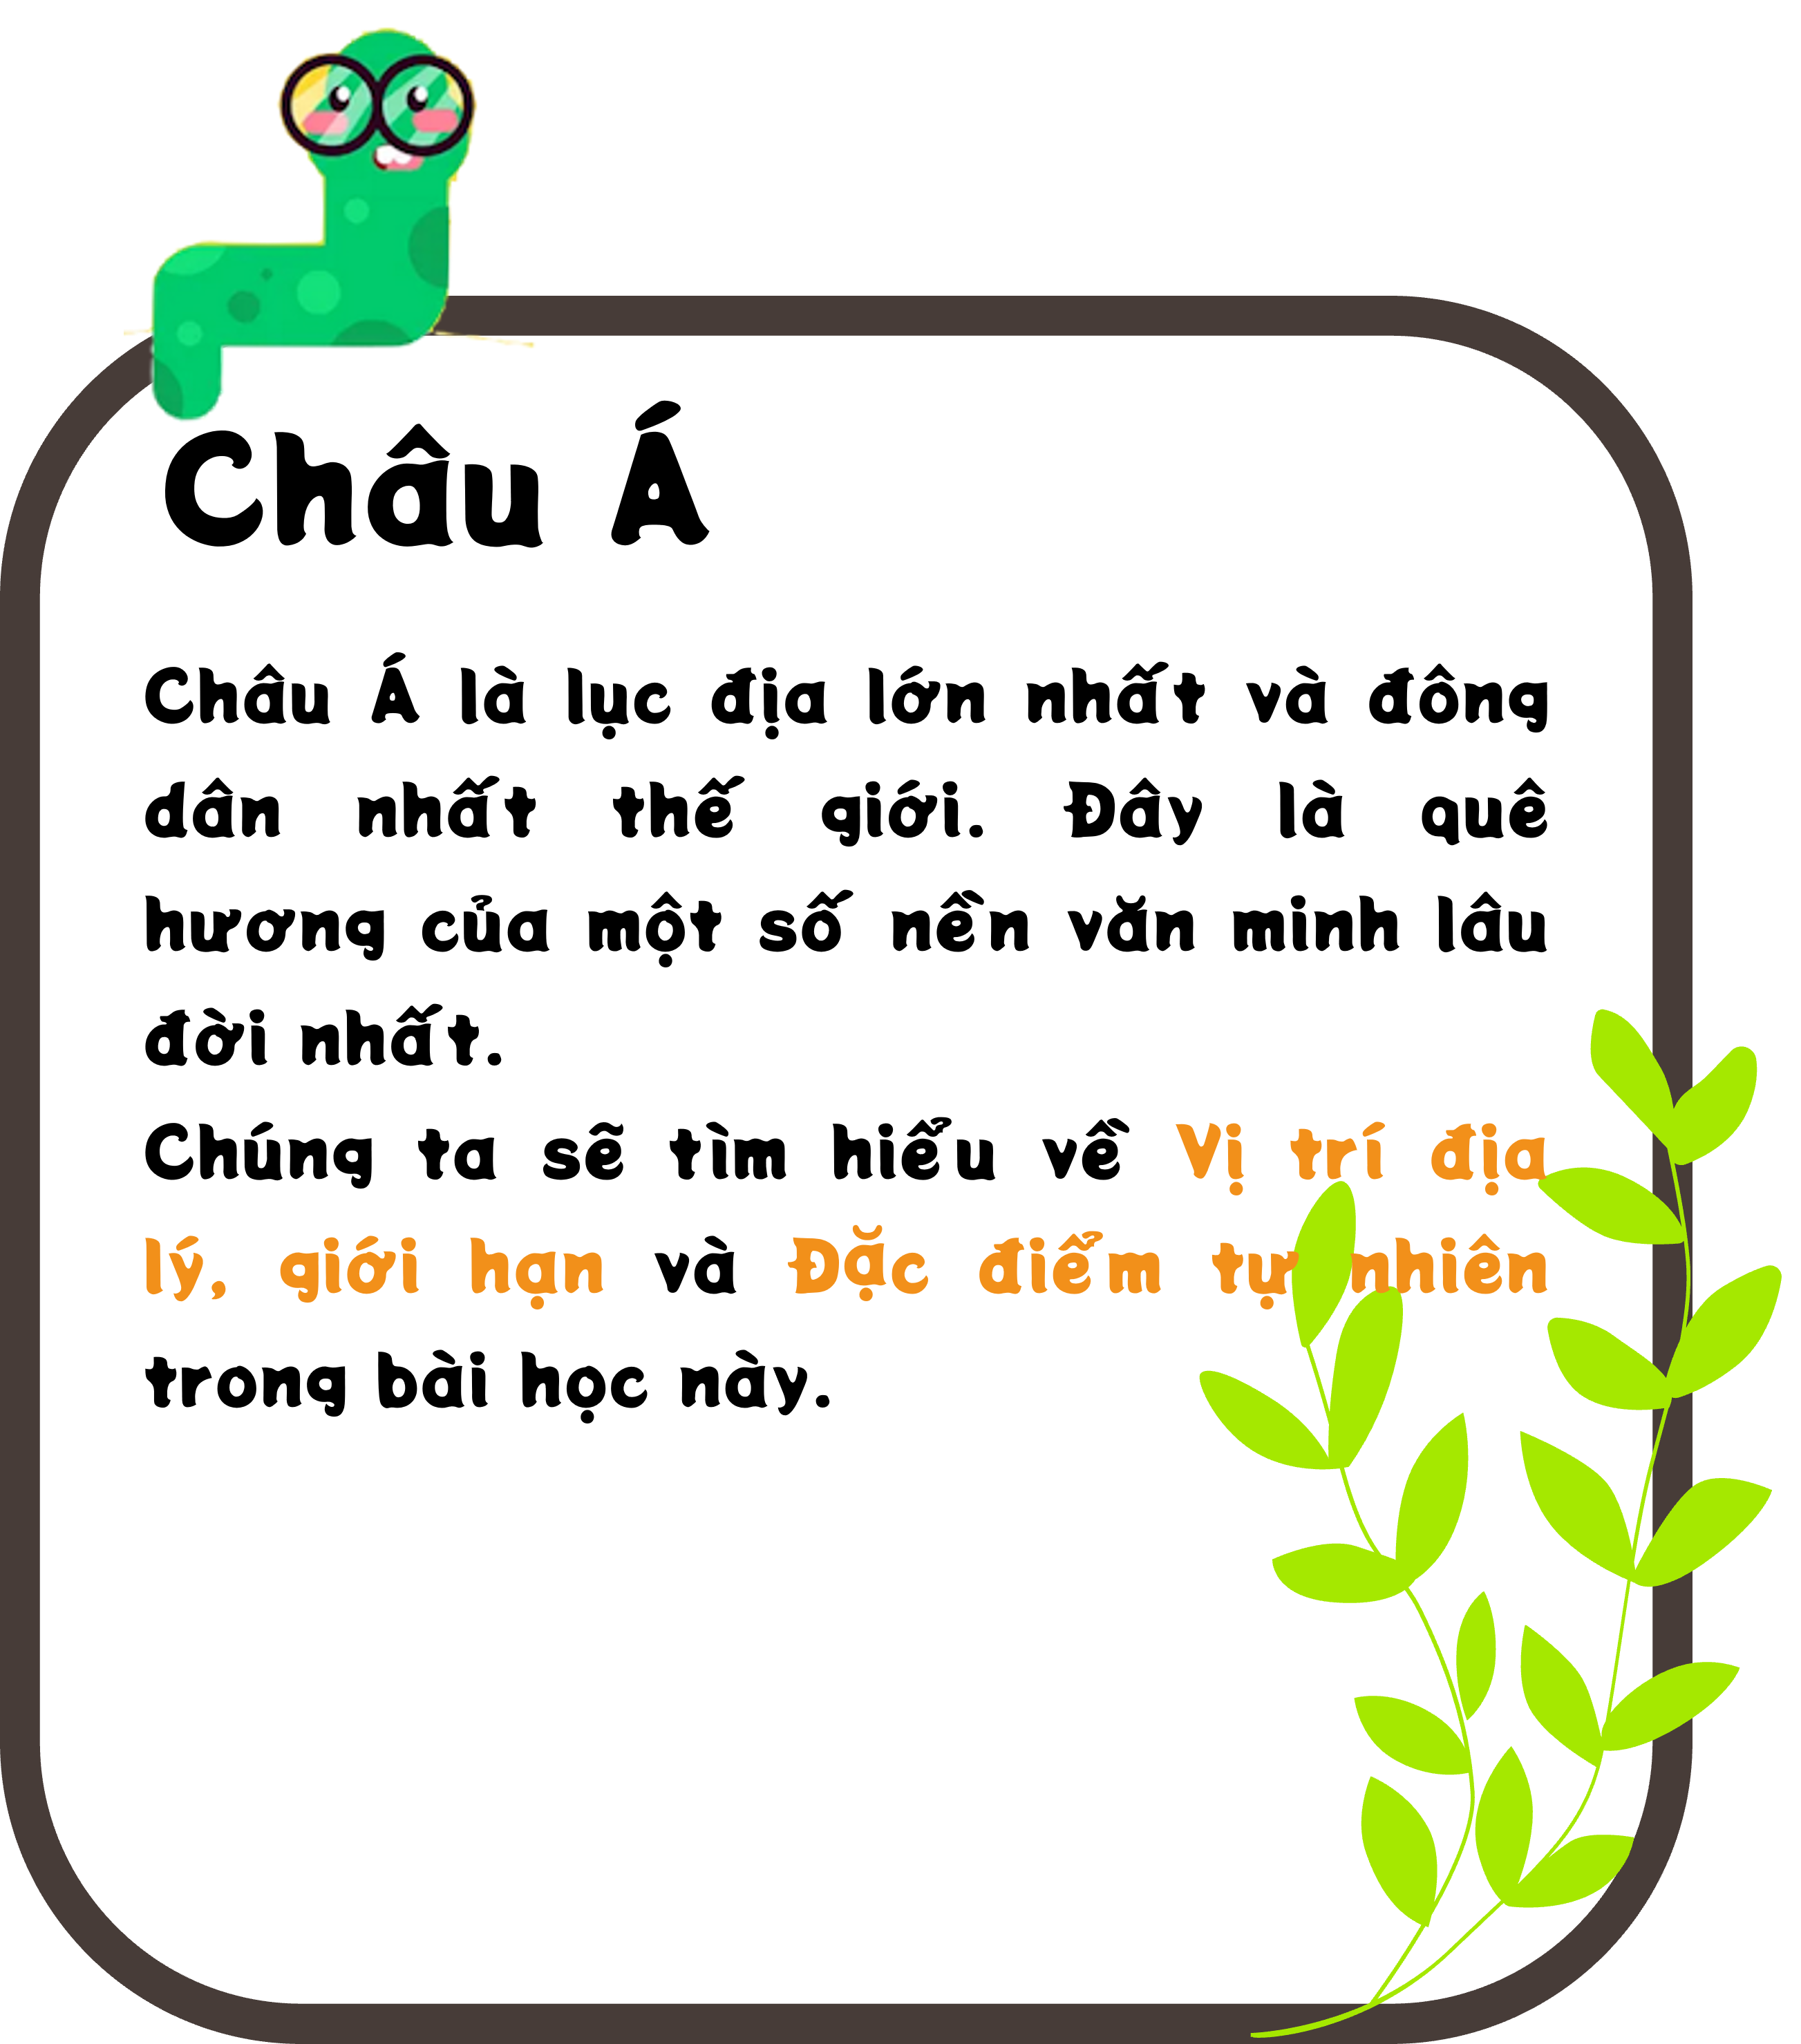 Châu Á
Châu Á là lục địa lớn nhất và đông
dân nhất thế giới. Đây là quê
hương của một số nền văn minh lâu
đời nhất.
Chúng ta sẽ tìm hiểu về Vị trí địa
lý, giới hạn và Đặc điểm tự nhiên
trong bài học này.